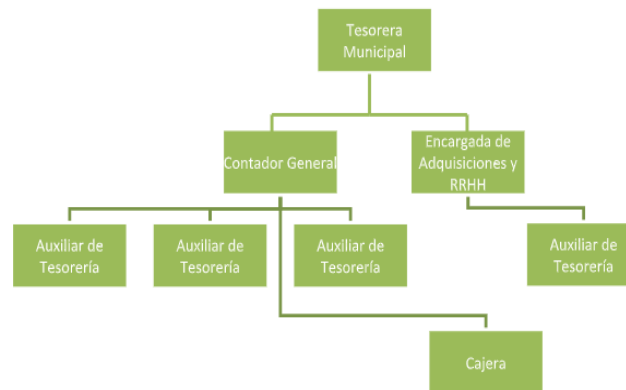 Tesorera
Municipal
Contador General
Encargada de
Adquisiciones y
RRHH
Auxiliar de
Tesorería
Auxiliar de
Tesorería
Auxiliar de
Tesorería
Auxiliar de
Tesorería
Cajera